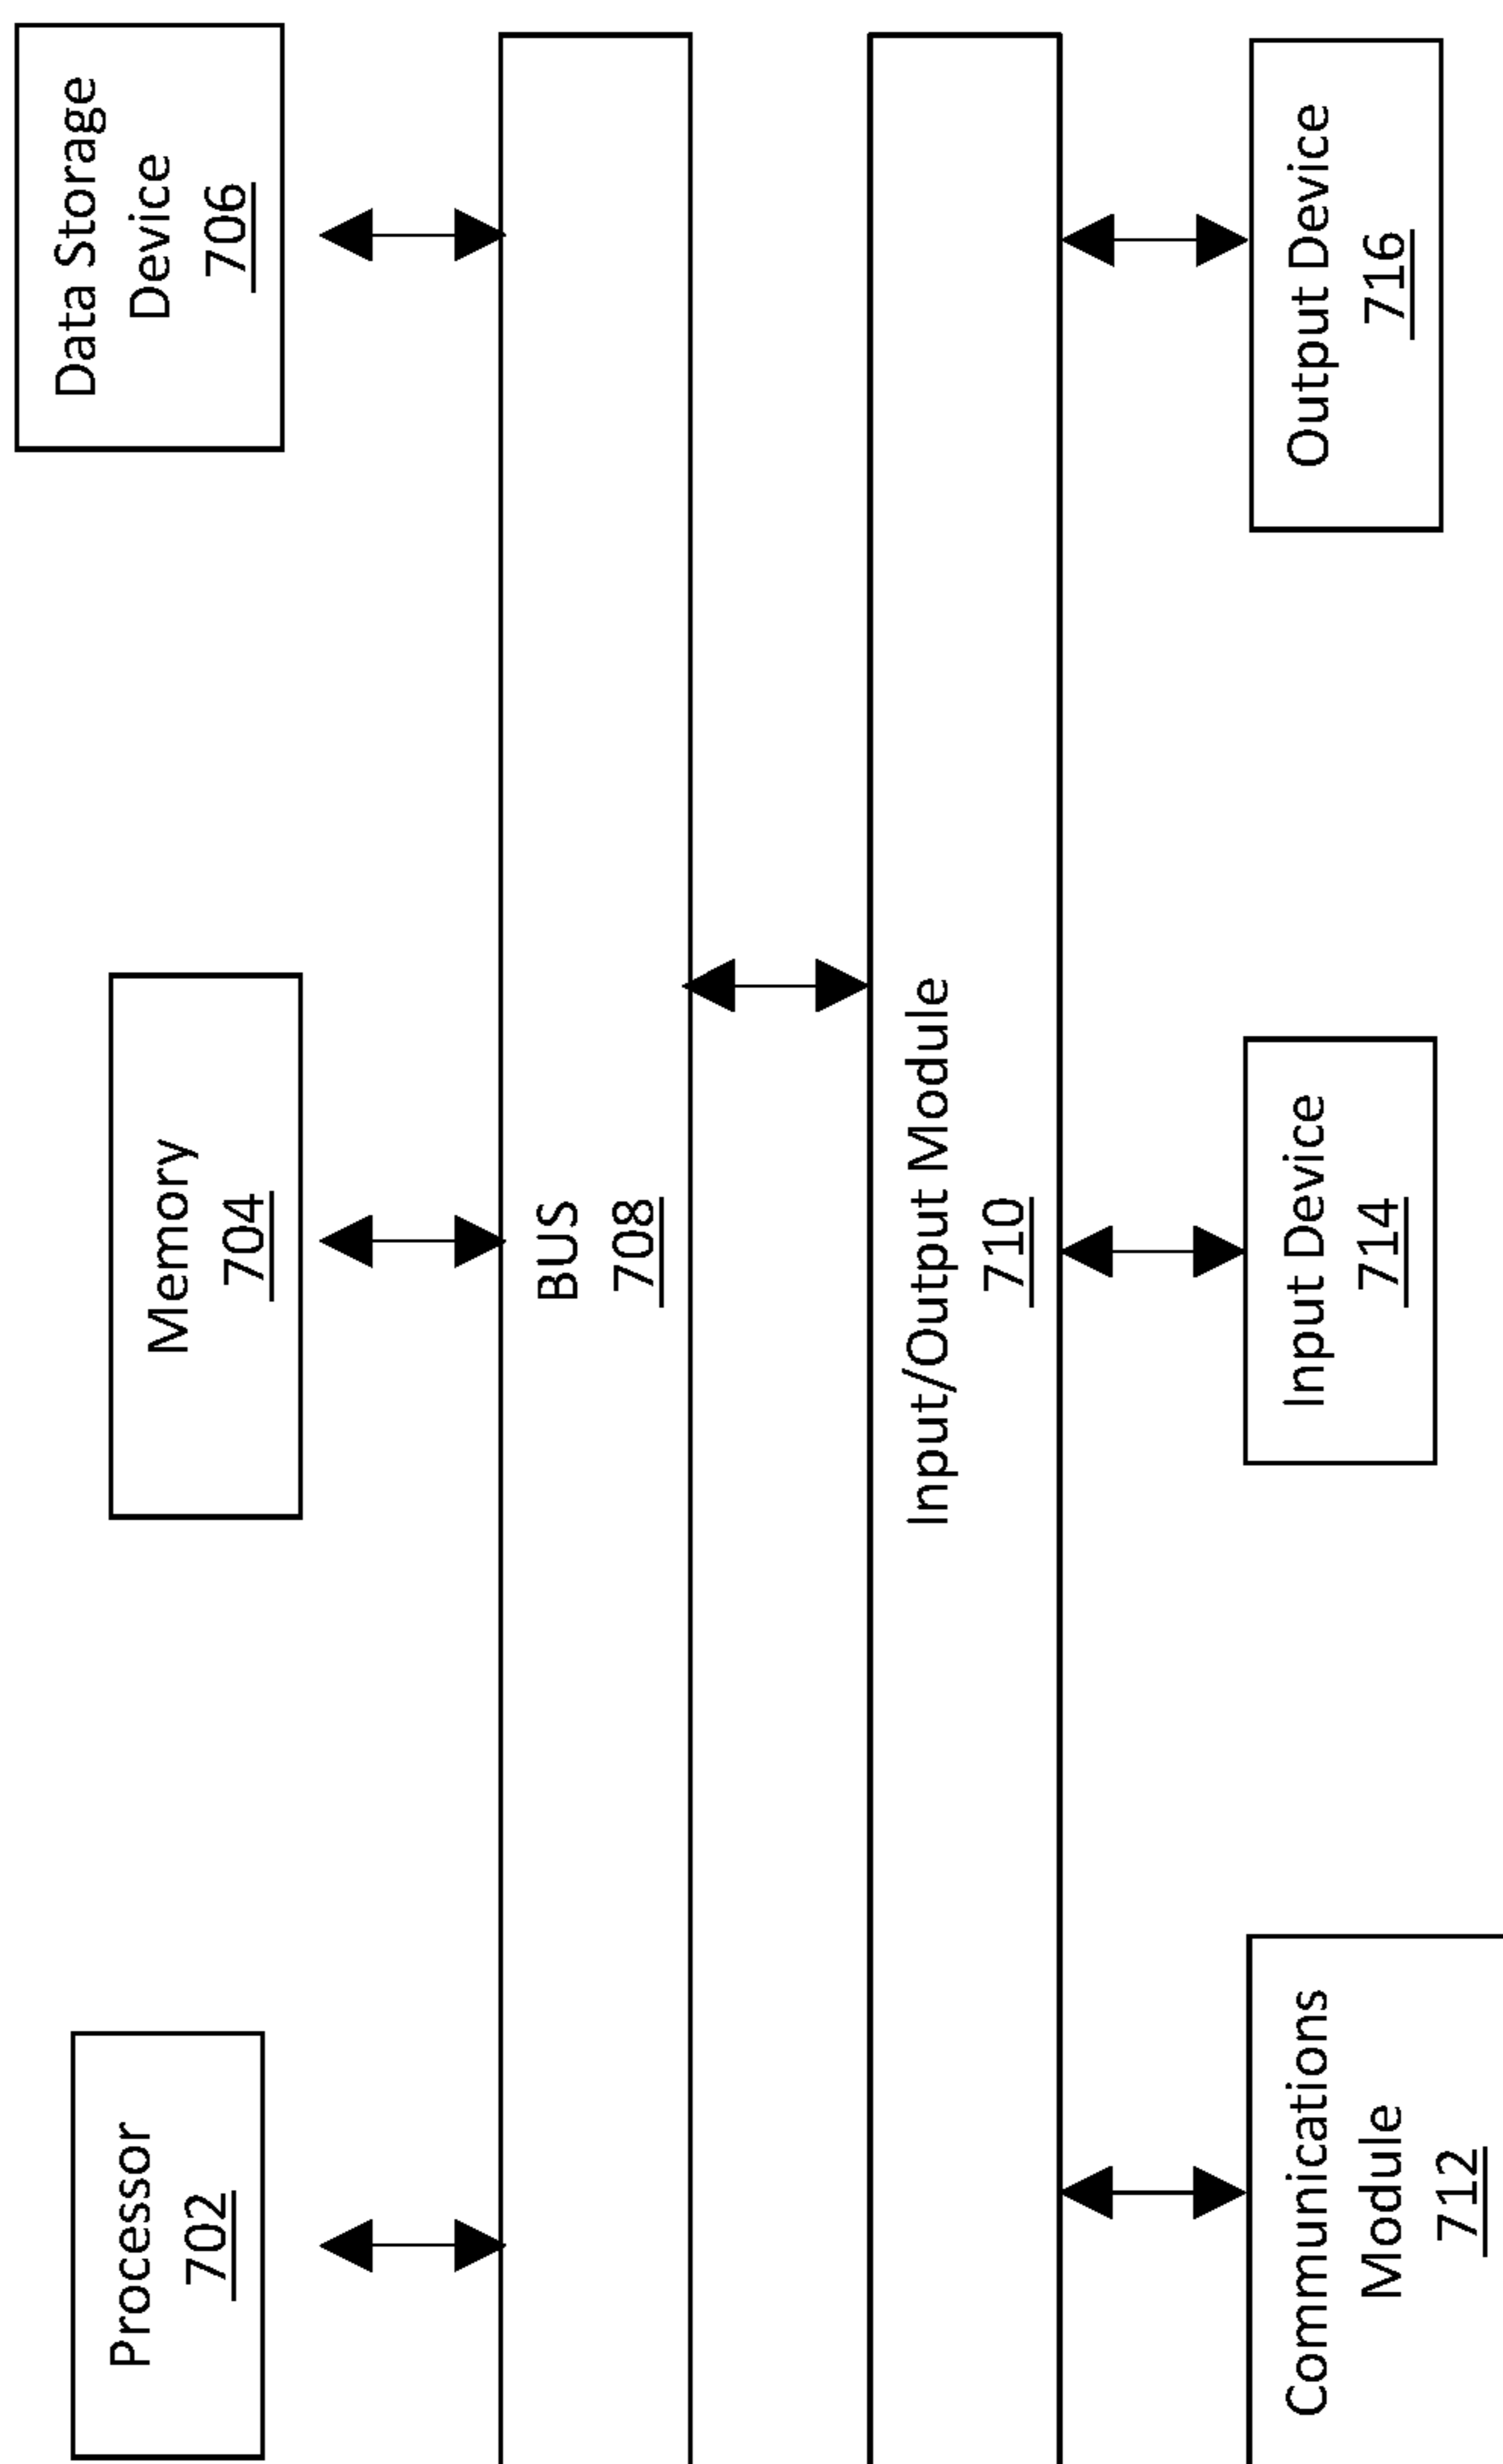 Processor
702
Memory
704
Data Storage
Device
706
BUS
708
Input/Output Module
710
Communications
Module
712
Input Device
714
Output Device
716